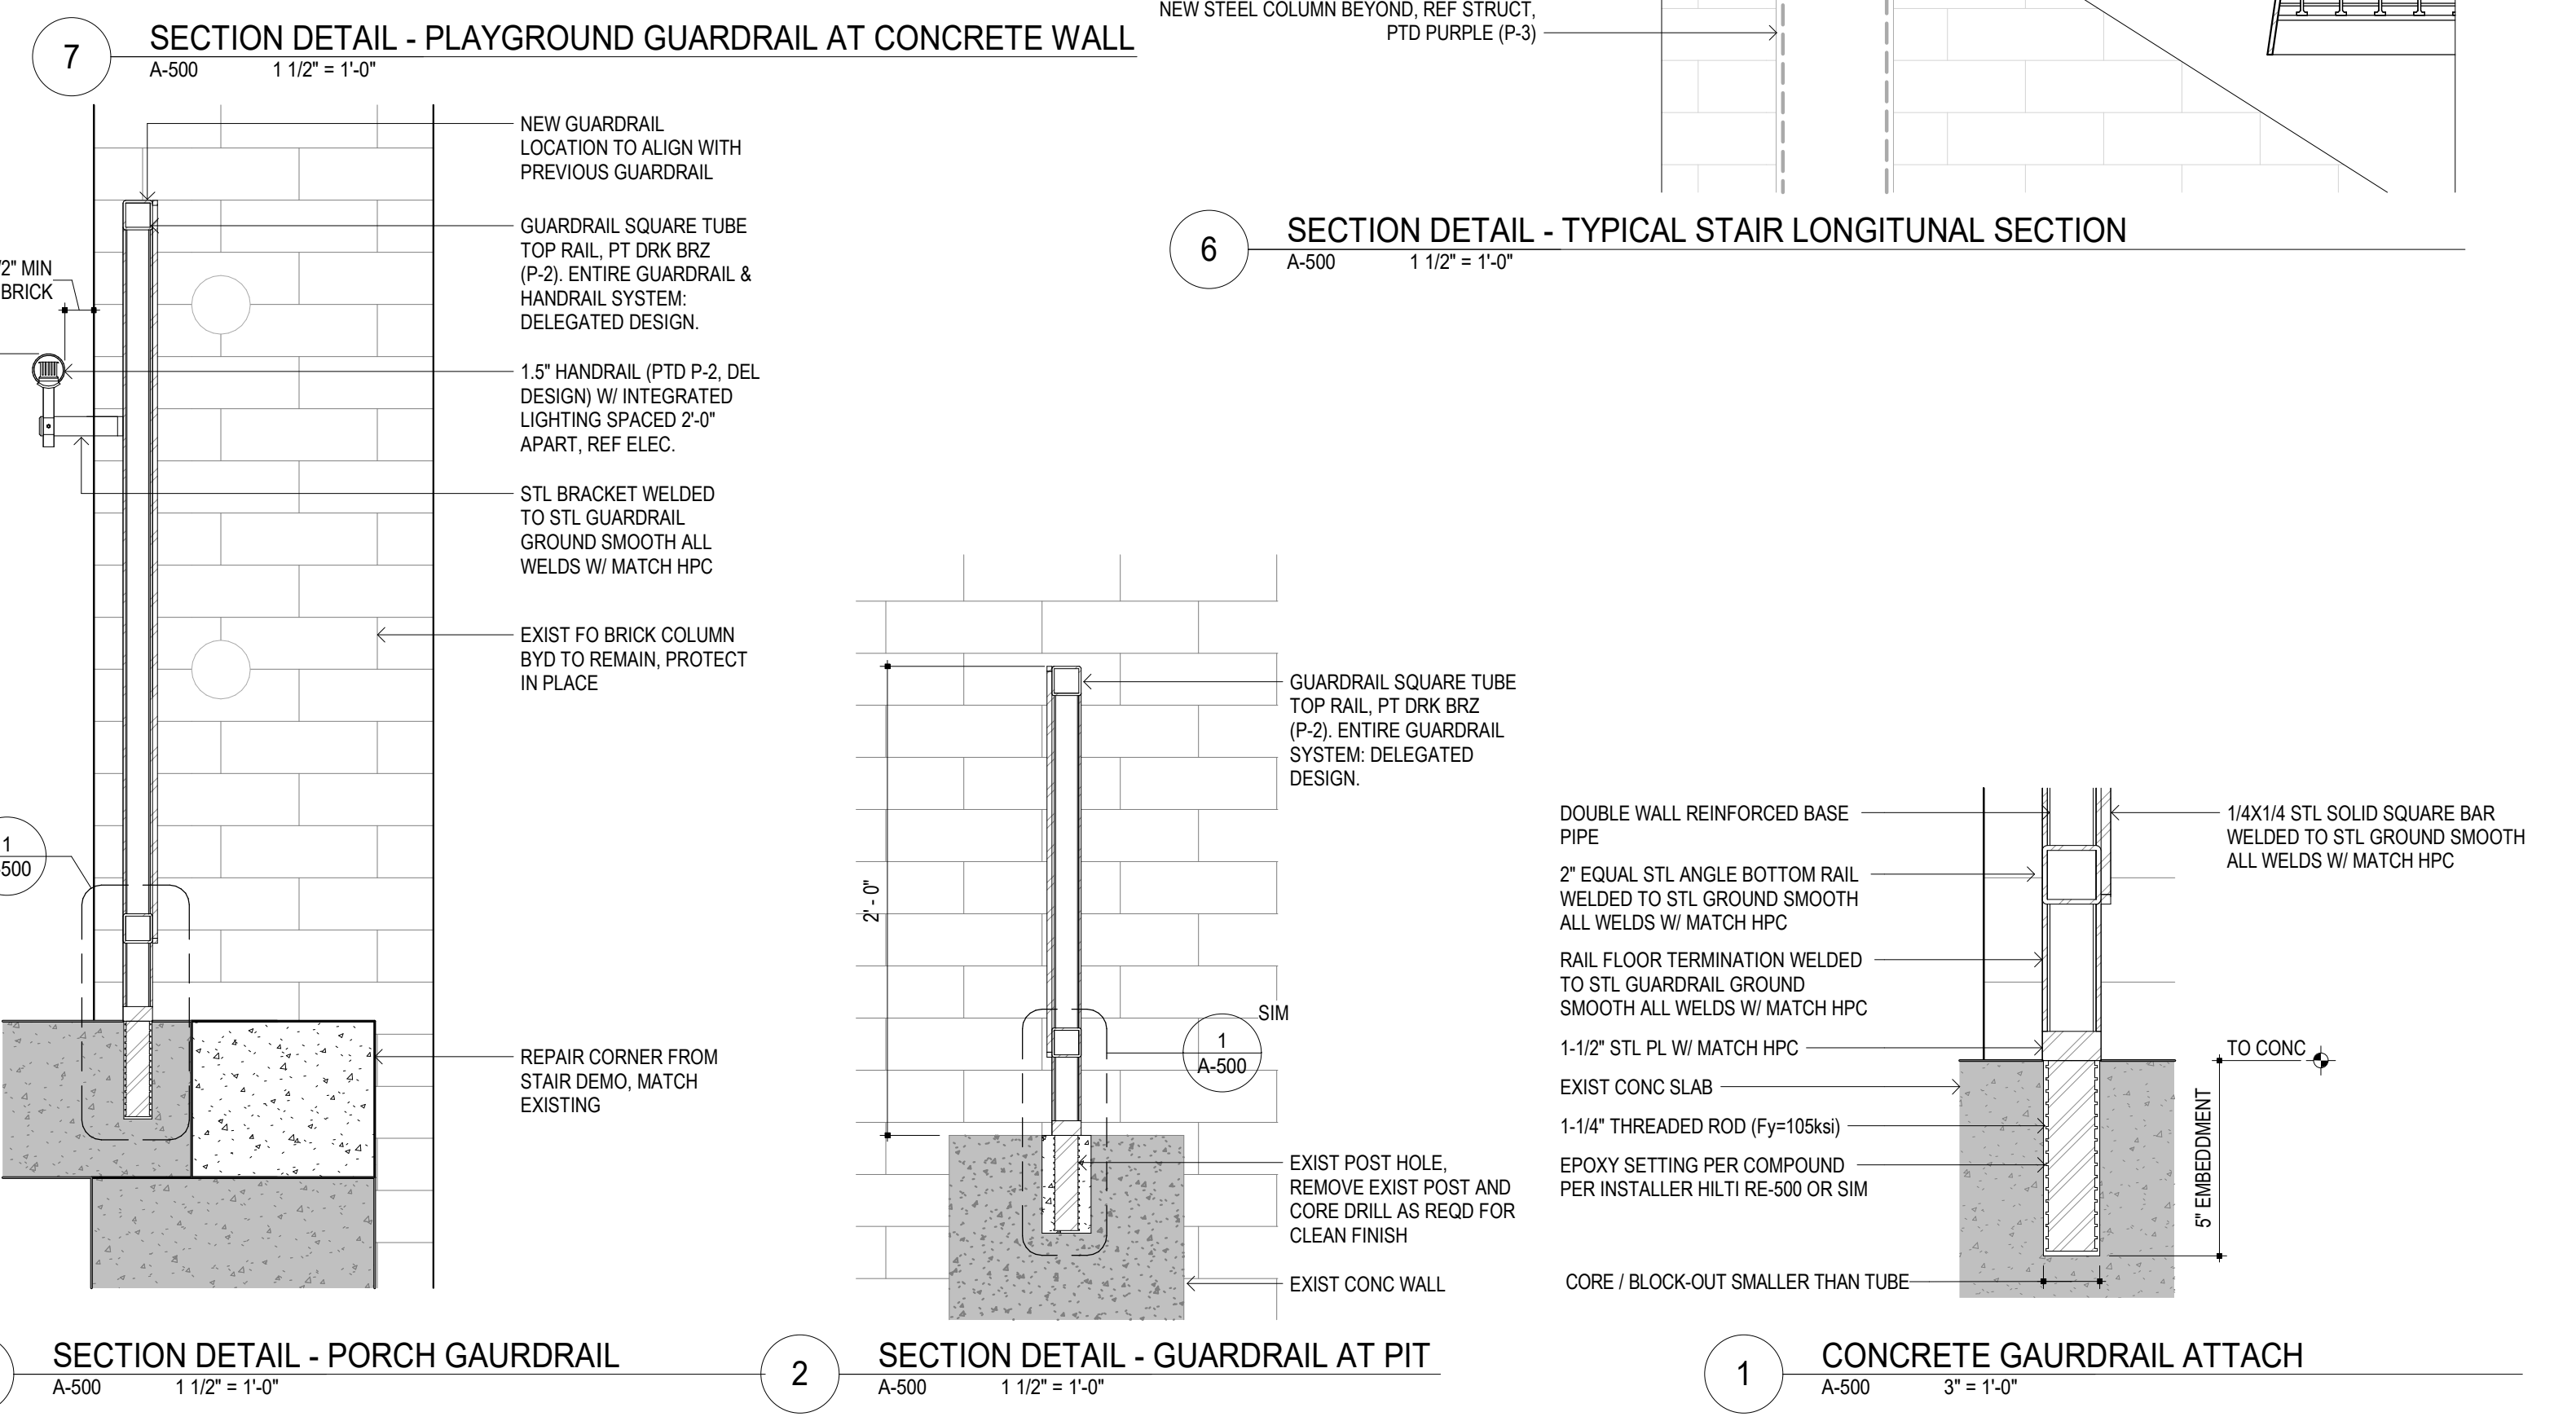 7
SECTION DETAIL - PLAYGROUND GUARDRAIL AT CONCRETE WALL
A-500
1 1/2" = 1'-0"
NEW STEEL COLUMN BEYOND, REF STRUCT,
PTD PURPLE (P-3)
6
SECTION DETAIL - TYPICAL STAIR LONGITUNAL SECTION
A-500
1 1/2" = 1'-0"
NEW GUARDRAIL
LOCATION TO ALIGN WITH
PREVIOUS GUARDRAIL
GUARDRAIL SQUARE TUBE
TOP RAIL, PT DRK BRZ
(P-2). ENTIRE GUARDRAIL &
HANDRAIL SYSTEM:
DELEGATED DESIGN.
/2" MIN
BRICK
1.5" HANDRAIL (PTD P-2, DEL
DESIGN) W/ INTEGRATED
LIGHTING SPACED 2'-0"
APART, REF ELEC.
STL BRACKET WELDED
TO STL GUARDRAIL
GROUND SMOOTH ALL
WELDS W/ MATCH HPC
EXIST FO BRICK COLUMN
BYD TO REMAIN, PROTECT
IN PLACE
1
500
REPAIR CORNER FROM
STAIR DEMO, MATCH
EXISTING
SECTION DETAIL - PORCH GAURDRAIL
A-500
1 1/2" = 1'-0"
2' - 0"
GUARDRAIL SQUARE TUBE
TOP RAIL, PT DRK BRZ
(P-2). ENTIRE GUARDRAIL
SYSTEM: DELEGATED
DESIGN.
SIM
1
A-500
EXIST POST HOLE,
REMOVE EXIST POST AND
CORE DRILL AS REQD FOR
CLEAN FINISH
EXIST CONC WALL
2
SECTION DETAIL - GUARDRAIL AT PIT
A-500
1 1/2" = 1'-0"
DOUBLE WALL REINFORCED BASE
PIPE
2" EQUAL STL ANGLE BOTTOM RAIL
WELDED TO STL GROUND SMOOTH
ALL WELDS W/ MATCH HPC
RAIL FLOOR TERMINATION WELDED
TO STL GUARDRAIL GROUND
SMOOTH ALL WELDS W/ MATCH HPC
1-1/2" STL PL W/ MATCH HPC
EXIST CONC SLAB
1-1/4" THREADED ROD (Fy=105ksi)
EPOXY SETTING PER COMPOUND
PER INSTALLER HILTI RE-500 OR SIM
CORE / BLOCK-OUT SMALLER THAN TUBE
1/4X1/4 STL SOLID SQUARE BAR
WELDED TO STL GROUND SMOOTH
ALL WELDS W/ MATCH HPC
TO CONC
5" EMBEDDMENT
1
CONCRETE GAURDRAIL ATTACH
A-500
3" = 1'-0"